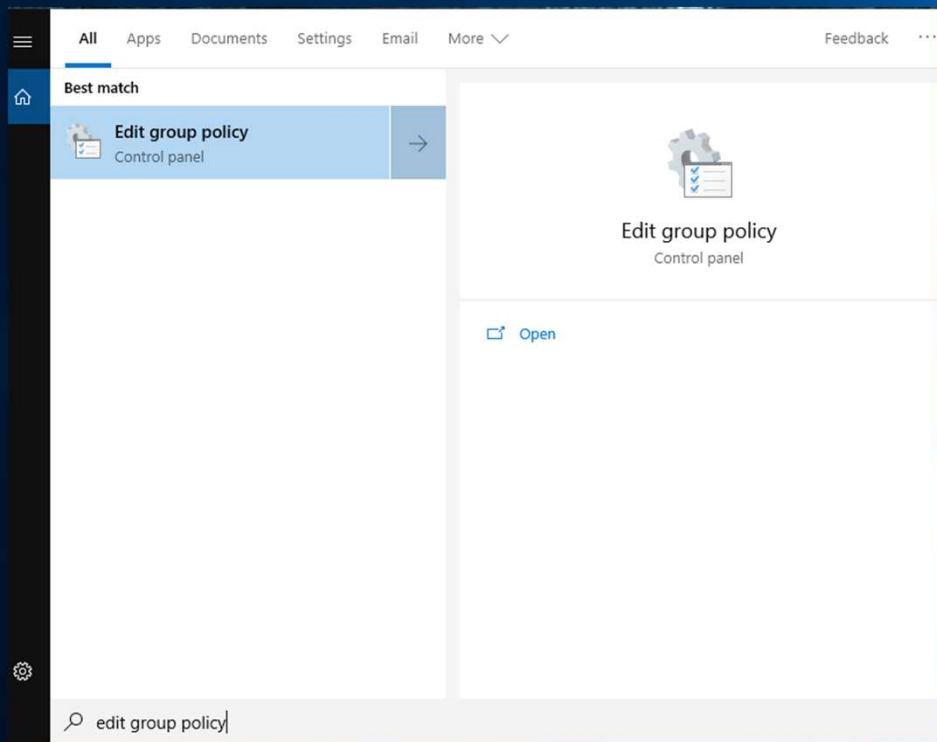 All Apps Documents Settings Email More Feedback ...
Best match
Edit group policy
Control panel
Edit group policy
Control panel
Open
edit group policy